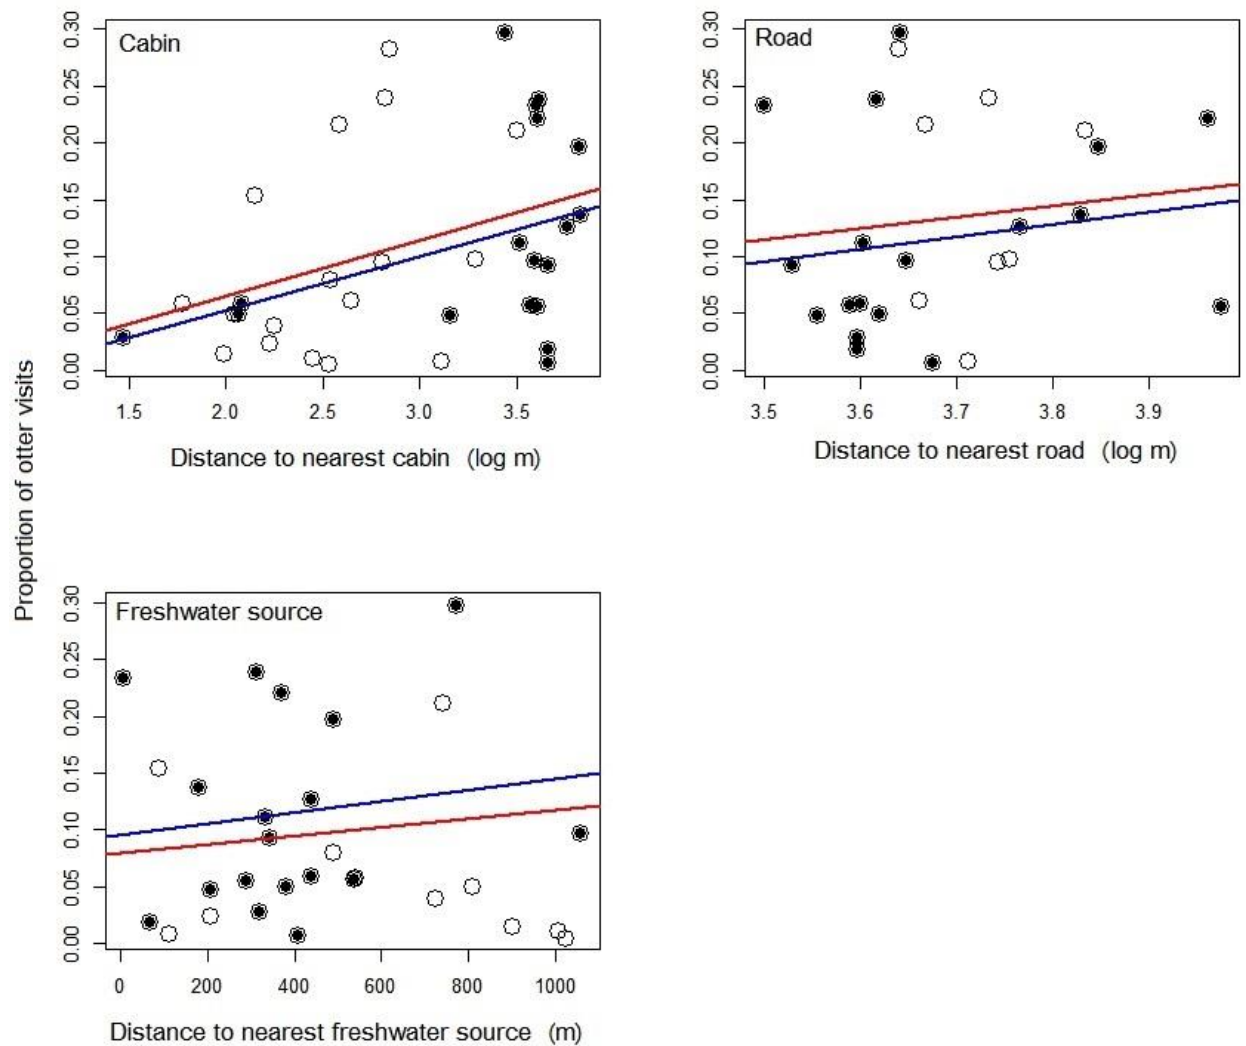 Proportion of otter visits
Cabin
0.00 0.05 0.10 0.15 0.20 0.25 0.30
1.5 2.0 2.5 3.0 3.5
Distance to nearest cabin (log m)
Road
0.00 0.05 0.10 0.15 0.20 0.25 0.30
3.5 3.6 3.7 3.8 3.9
Distance to nearest road (log m)
Freshwater source
0.00 0.05 0.10 0.15 0.20 0.25 0.30
0 200 400 600 800 1000
Distance to nearest freshwater source (m)